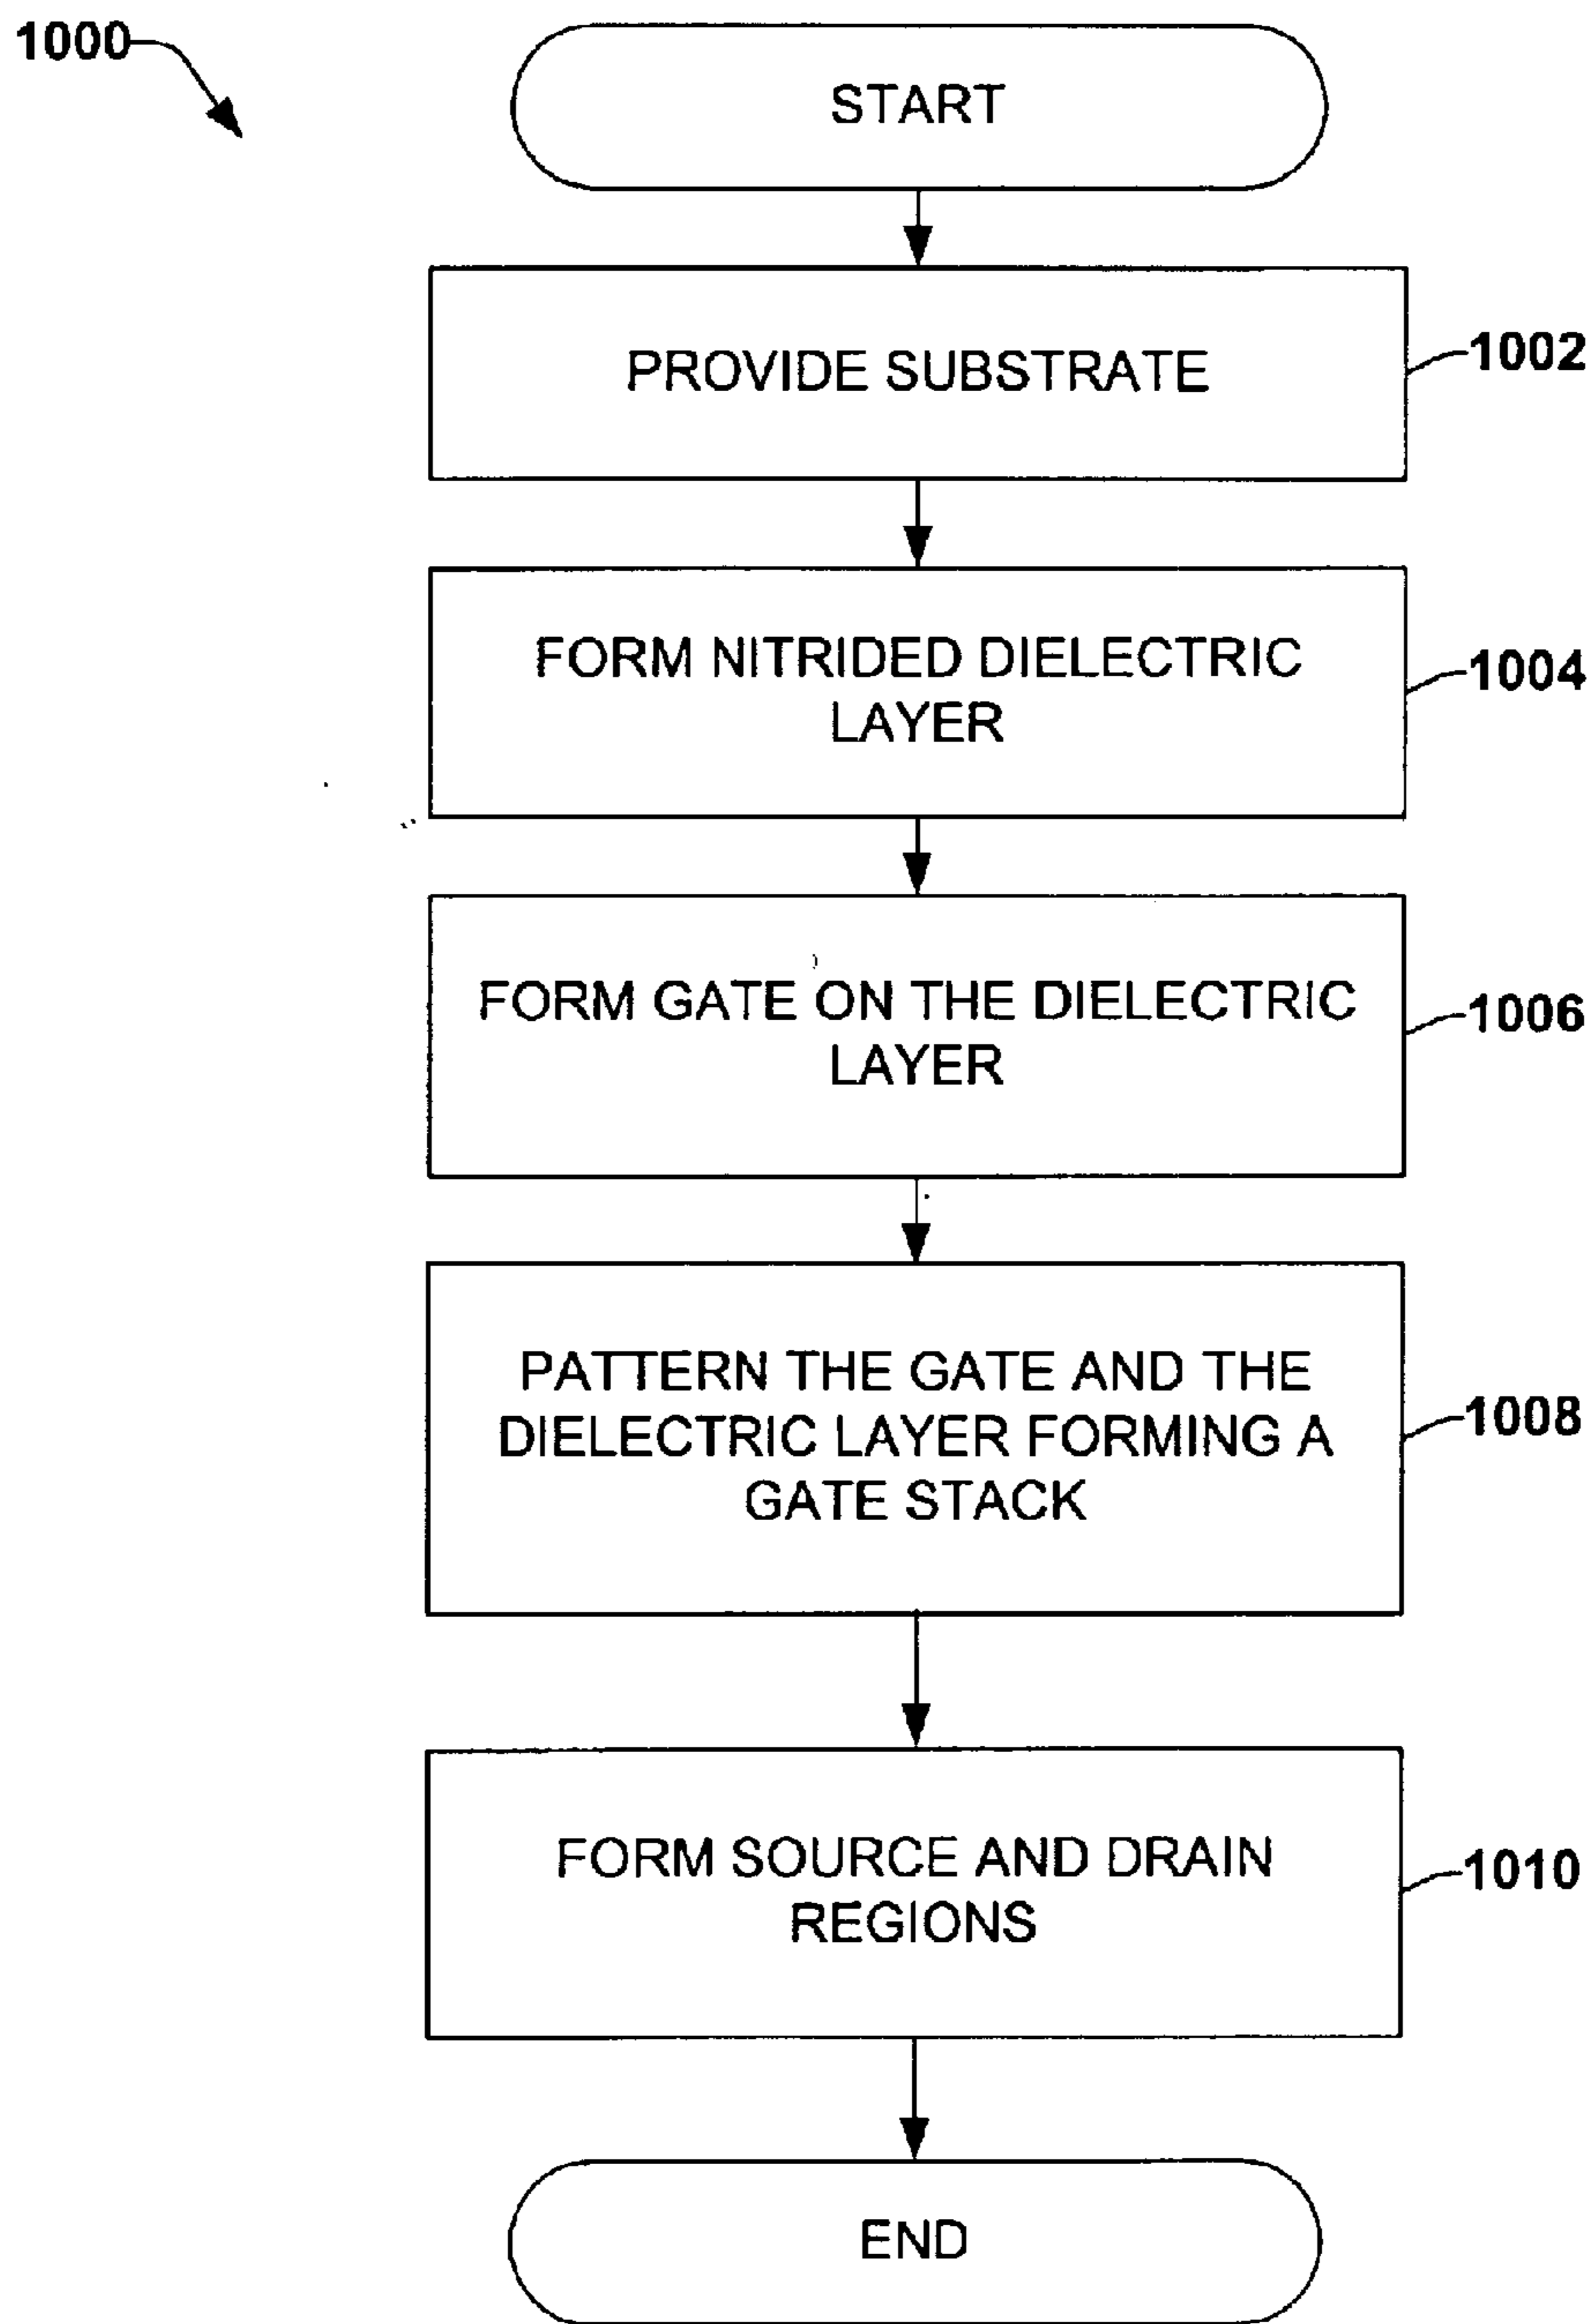 1000
START
PROVIDE SUBSTRATE
1002
FORM NITRIDED DIELECTRIC
LAYER
1004
FORM GATE ON THE DIELECTRIC
LAYER
1006
PATTERN THE GATE AND THE
DIELECTRIC LAYER FORMING A
GATE STACK
1008
FORM SOURCE AND DRAIN
REGIONS
1010
END